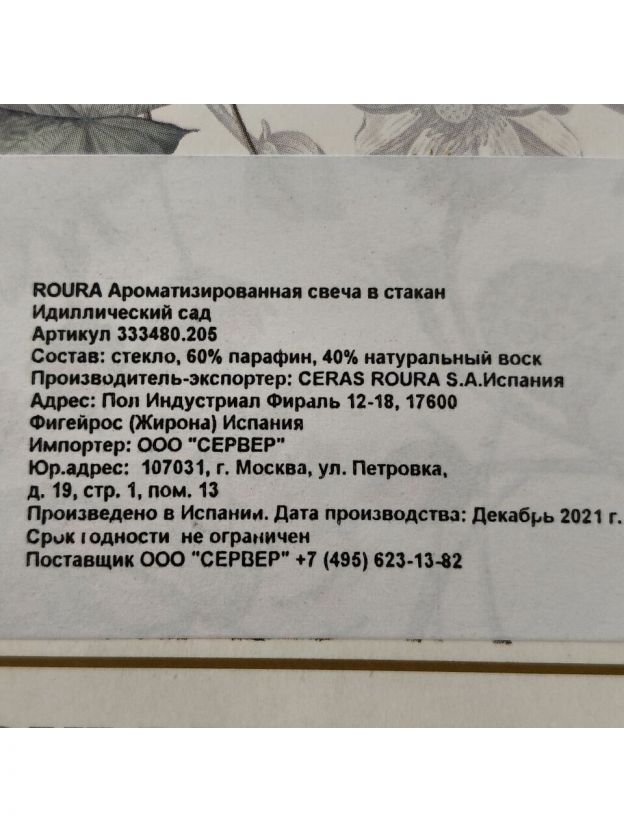 ROURA Ароматизированная свеча в стакан
Идиллический сад
Артикул 333480.205
Состав: стекло, 60% парафин, 40% натуральный воск
Производитель-экспортер: CERAS ROURA S.A.Испания
Адрес: Пол Индустриал Фираль 12-18, 17600
Фигейрос (Жирона) Испания
Импортер: ООО "СЕРВЕР"
Юр.адрес: 107031, г. Москва, ул. Петровка,
д. 19, стр. 1, пом. 13
Произведено в Испании. Дата производства: Декабрь 2021 г.
Срок годности не ограничен
Поставщик ООО "СЕРВЕР" +7 (495) 623-13-82